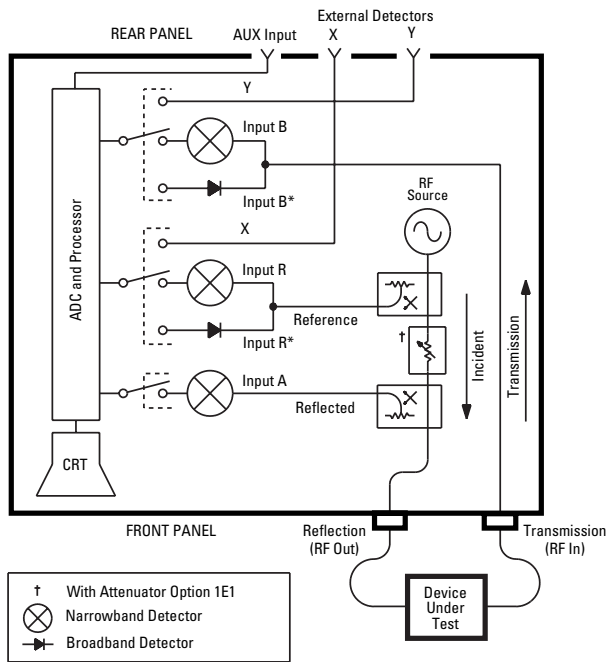 External Detectors
REAR PANEL
AUX Input
X
Y
Y
Input B
Input B*
RF
Source
X
ADC and Processor
Input R
Reference
Input R*
†
Incident
Transmission
Input A
Reflected
CRT
FRONT PANEL
Reflection
(RF Out)
Transmission
(RF In)
Device
Under
Test
† With Attenuator Option 1E1
Narrowband Detector
Broadband Detector